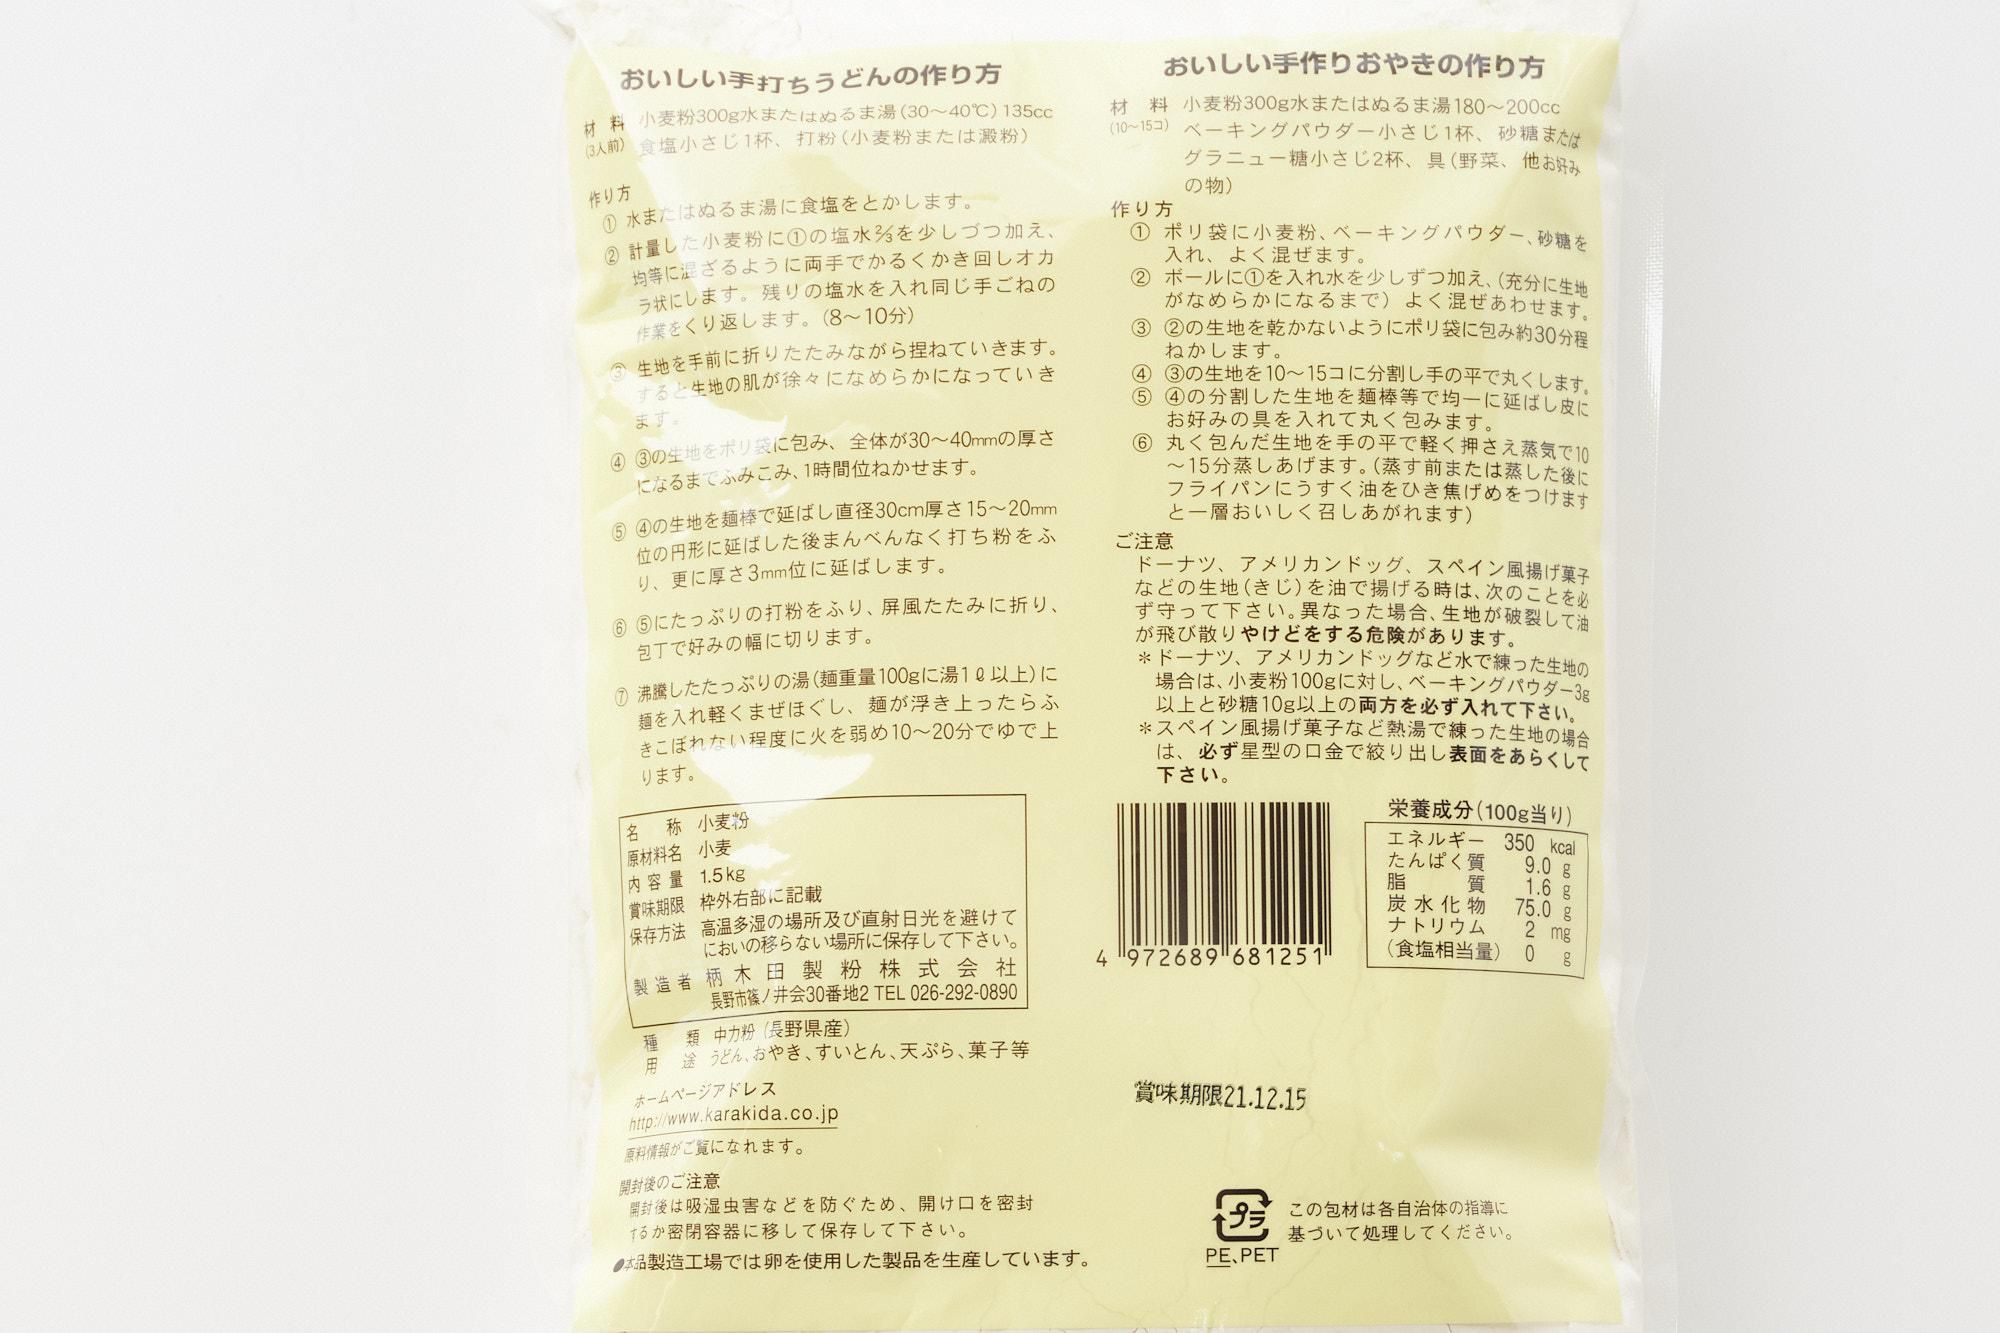 おいしい手打ちうどんの作り方
材 料 小麦粉300g水またはぬるま湯(30〜40℃)135cc
(3人前) 食塩小さじ1杯、打粉(小麦粉または澱粉)
作り方
① 水またはぬるま湯に食塩をとかします。
② 計量した小麦粉に①の塩水⅔を少しづつ加え、
均等に混ざるように両手でかるくかき回しオカ
ラ状にします。残りの塩水を入れ同じ手ごねの
作業をくり返します。(8〜10分)
③ 生地を手前に折りたたみながら捏ねていきます。
すると生地の肌が徐々になめらかになっていき
ます。
④ ③の生地をポリ袋に包み、全体が30〜40mmの厚さ
になるまでふみこみ、1時間位ねかせます。
⑤ ④の生地を麺棒で延ばし直径30cm厚さ15〜20mm
位の円形に延ばした後まんべんなく打ち粉をふ
り、更に厚さ3mm位に延ばします。
⑥ ⑤にたっぷりの打粉をふり、屏風たたみに折り、
包丁で好みの幅に切ります。
⑦ 沸騰したたっぷりの湯(麺重量100gに湯1ℓ以上)に
麺を入れ軽くまぜほぐし、麺が浮き上ったらふ
きこぼれない程度に火を弱め10〜20分でゆで上
ります。
名 称 小麦粉
原材料名 小麦
内容量 1.5kg
賞味期限 枠外右部に記載
保存方法 高温多湿の場所及び直射日光を避けて
においの移らない場所に保存して下さい。
製造者 柄木田製粉株式会社
長野市篠ノ井会30番地2 TEL 026-292-0890
種 類 中力粉(長野県産)
用 途 うどん、おやき、すいとん、天ぷら、菓子等
ホームページアドレス
http://www.karakida.co.jp
原料情報がご覧になれます。
開封後のご注意
開封後は吸湿虫害などを防ぐため、開け口を密封
するか密閉容器に移して保存して下さい。
●本品製造工場では卵を使用した製品を生産しています。
おいしい手作りおやきの作り方
材 料 小麦粉300g水またはぬるま湯180〜200cc
(10〜15コ) ベーキングパウダー小さじ1杯、砂糖または
グラニュー糖小さじ2杯、具(野菜、他お好み
の物)
作り方
① ポリ袋に小麦粉、ベーキングパウダー、砂糖を
入れ、よく混ぜます。
② ボールに①を入れ水を少しずつ加え、(充分に生地
がなめらかになるまで)よく混ぜあわせます。
③ ②の生地を乾かないようにポリ袋に包み約30分程
ねかします。
④ ③の生地を10〜15コに分割し手の平で丸くします。
⑤ ④の分割した生地を麺棒等で均一に延ばし皮に
お好みの具を入れて丸く包みます。
⑥ 丸く包んだ生地を手の平で軽く押さえ蒸気で10
〜15分蒸しあげます。(蒸す前または蒸した後に
フライパンにうすく油をひき焦げめをつけます
と一層おいしく召しあがれます)
ご注意
ドーナツ、アメリカンドッグ、スペイン風揚げ菓子
などの生地(きじ)を油で揚げる時は、次のことを必
ず守って下さい。異なった場合、生地が破裂して油
が飛び散りやけどをする危険があります。
＊ドーナツ、アメリカンドッグなど水で練った生地の
場合は、小麦粉100gに対し、ベーキングパウダー3g
以上と砂糖10g以上の両方を必ず入れて下さい。
＊スペイン風揚げ菓子など熱湯で練った生地の場合
は、必ず星型の口金で絞り出し表面をあらくして
下さい。
4 972689 681251
栄養成分(100g当り)
エネルギー 350 kcal
たんぱく質 9.0 g
脂 質 1.6 g
炭水化物 75.0 g
ナトリウム 2 mg
(食塩相当量) 0 g
賞味期限21.12.15
プラ
PE、PET
この包材は各自治体の指導に
基づいて処理してください。